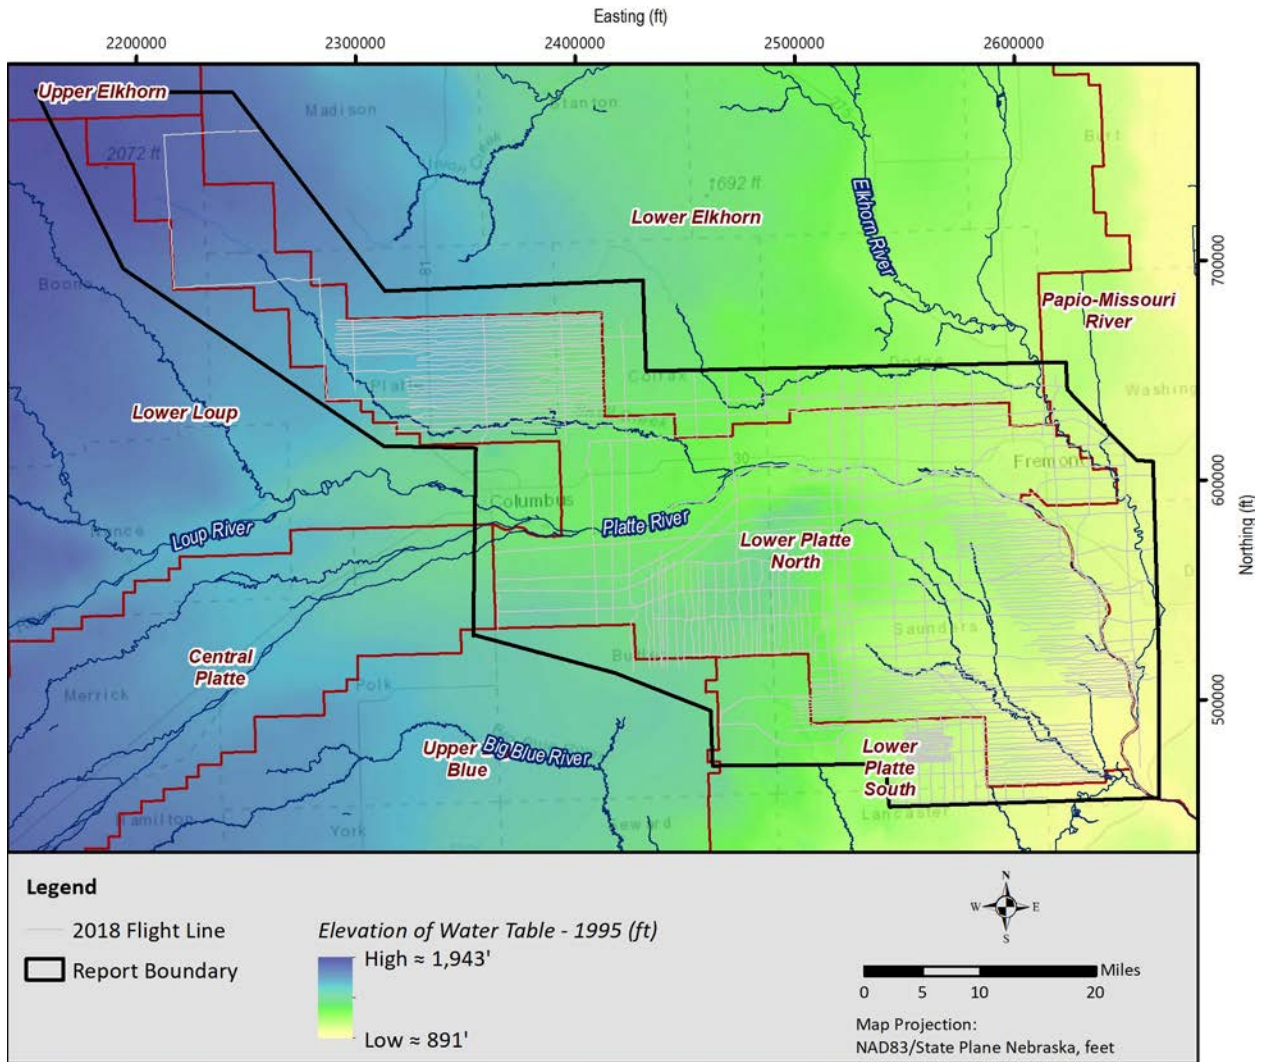 Easting (ft)
2200000 2300000 2400000 2500000 2600000
Upper Elkhorn
Madison
Stanton
Burt
2072 ft
1692 ft
Lower Elkhorn
Elkhorn River
700000
Papio-Missouri
River
Boone
81
Dodge
Washing
Platte
Colfax
Lower Loup
30
Fremont
600000
Columbus
Northing (ft)
Nance
Loup River
Platte River
Lower Platte
North
Saunders
Central
Platte
Butler
Polk
Merrick
500000
Upper
Blue
Big Blue River
Lower
Platte
South
Hamilton
York
Seward
Lancaster
Legend
2018 Flight Line
Report Boundary
Elevation of Water Table - 1995 (ft)
High ≈ 1,943'
Low ≈ 891'
N
W E
S
Miles
0 5 10 20
Map Projection:
NAD83/State Plane Nebraska, feet